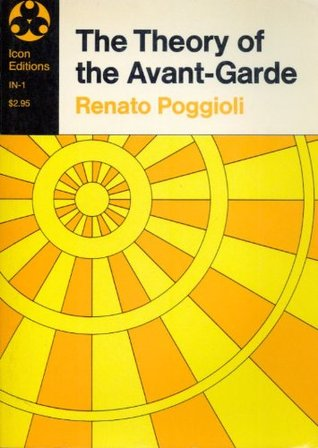 Icon
Editions
IN-1
$2.95
The Theory of
the Avant-Garde
Renato Poggioli